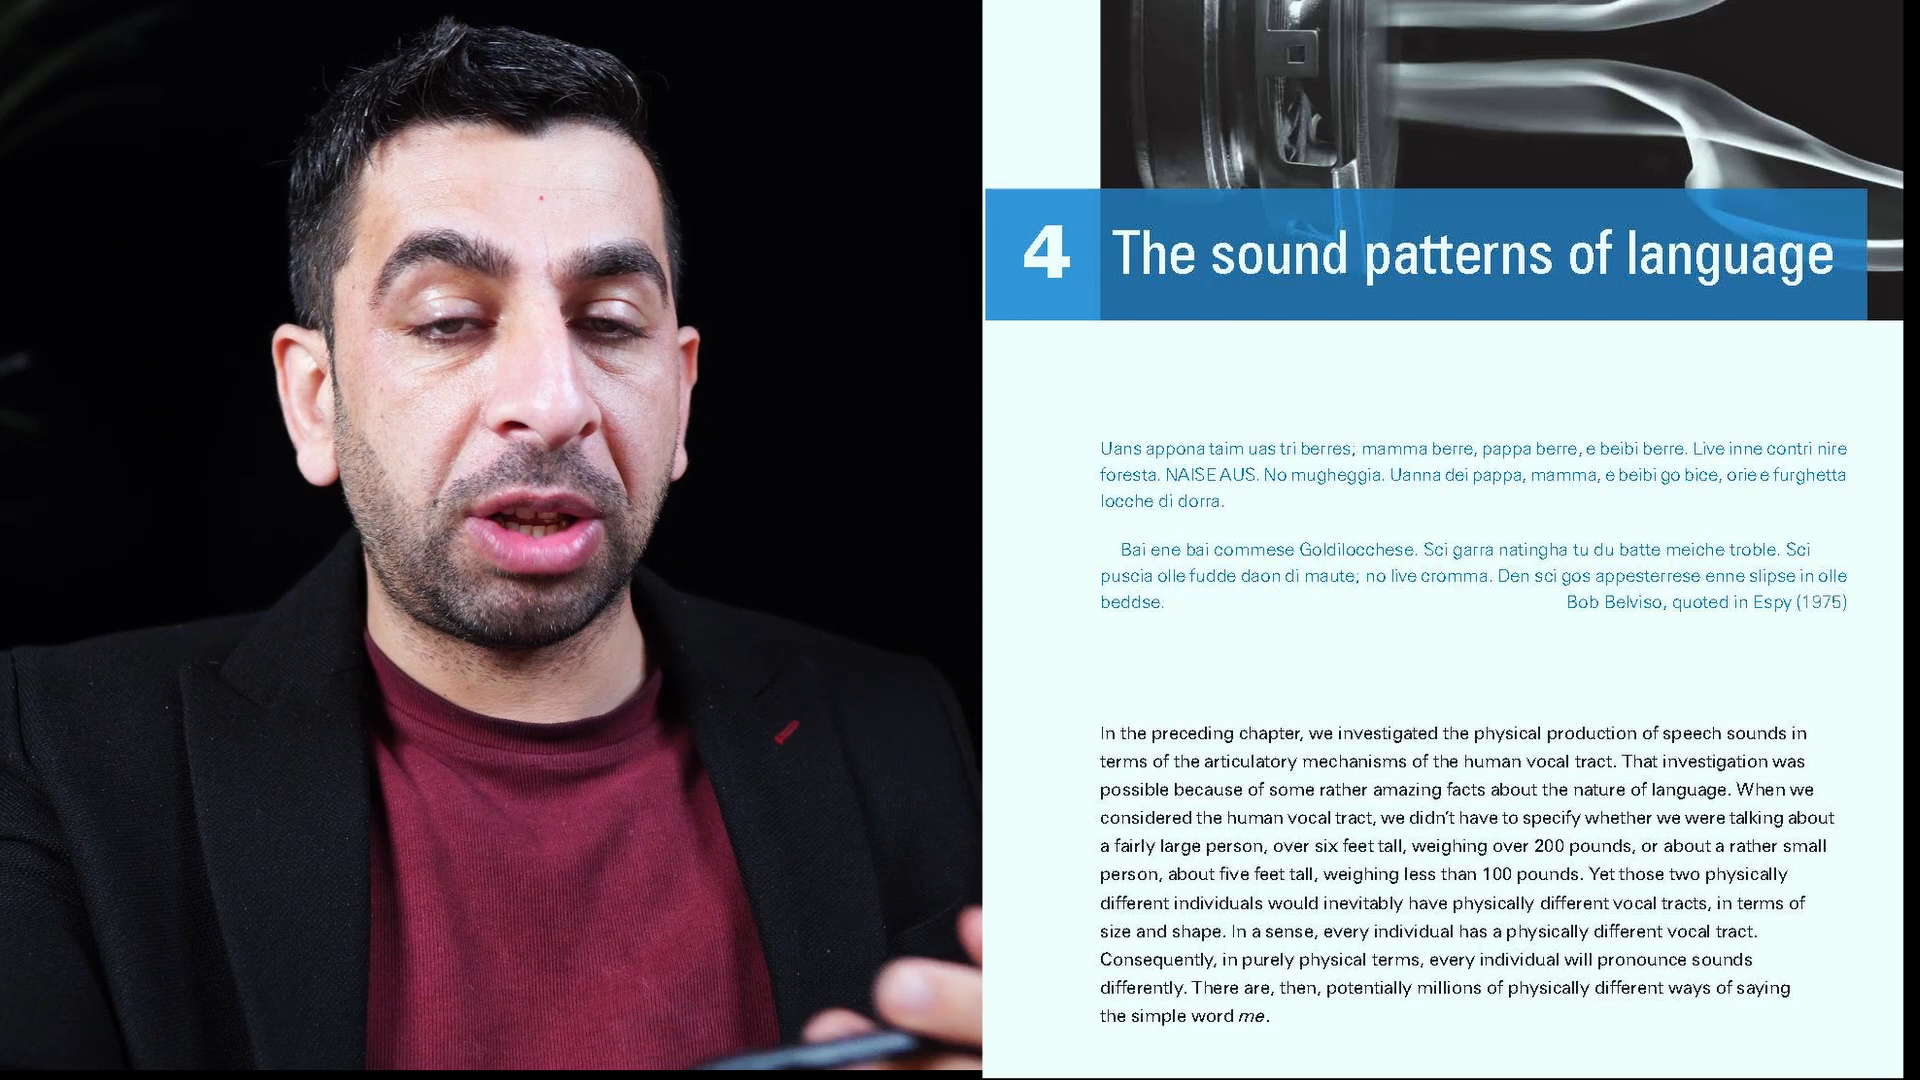 4 The sound patterns of language
Uans appona taim uas tri berres; mamma berre, pappa berre, e beibi berre. Live inne contri nire
foresta. NAISE AUS. No mugheggia. Uanna dei pappa, mamma, e beibi go bice, orie e furghetta
locche di dorra.
Bai ene bai commese Goldilocchese. Sci garra natingha tu du batte meiche troble. Sci
puscia olle fudde daon di maute; no live cromma. Den sci gos appesterrese enne slipse in olle
beddse. Bob Belviso, quoted in Espy (1975)
In the preceding chapter, we investigated the physical production of speech sounds in
terms of the articulatory mechanisms of the human vocal tract. That investigation was
possible because of some rather amazing facts about the nature of language. When we
considered the human vocal tract, we didn't have to specify whether we were talking about
a fairly large person, over six feet tall, weighing over 200 pounds, or about a rather small
person, about five feet tall, weighing less than 100 pounds. Yet those two physically
different individuals would inevitably have physically different vocal tracts, in terms of
size and shape. In a sense, every individual has a physically different vocal tract.
Consequently, in purely physical terms, every individual will pronounce sounds
differently. There are, then, potentially millions of physically different ways of saying
the simple word me.